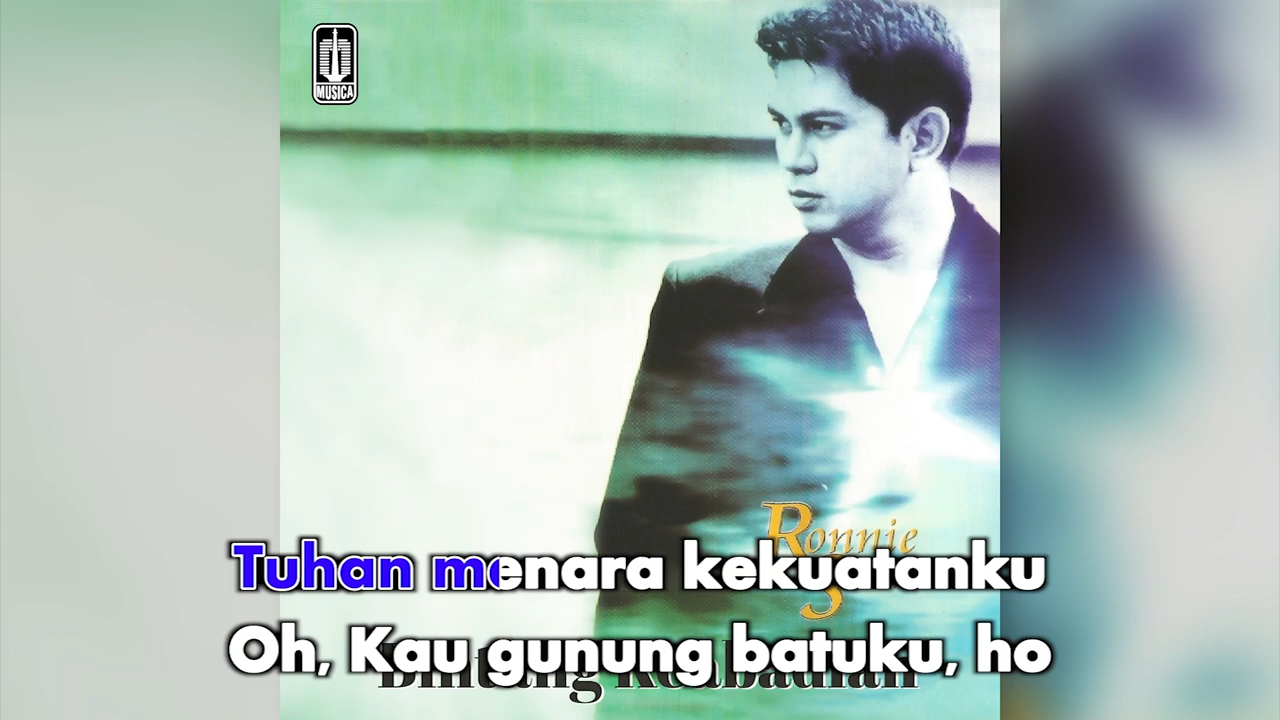 MUSICA
Ronnie
Tuhan menara kekuatanku
Oh, Kau gunung batuku, ho